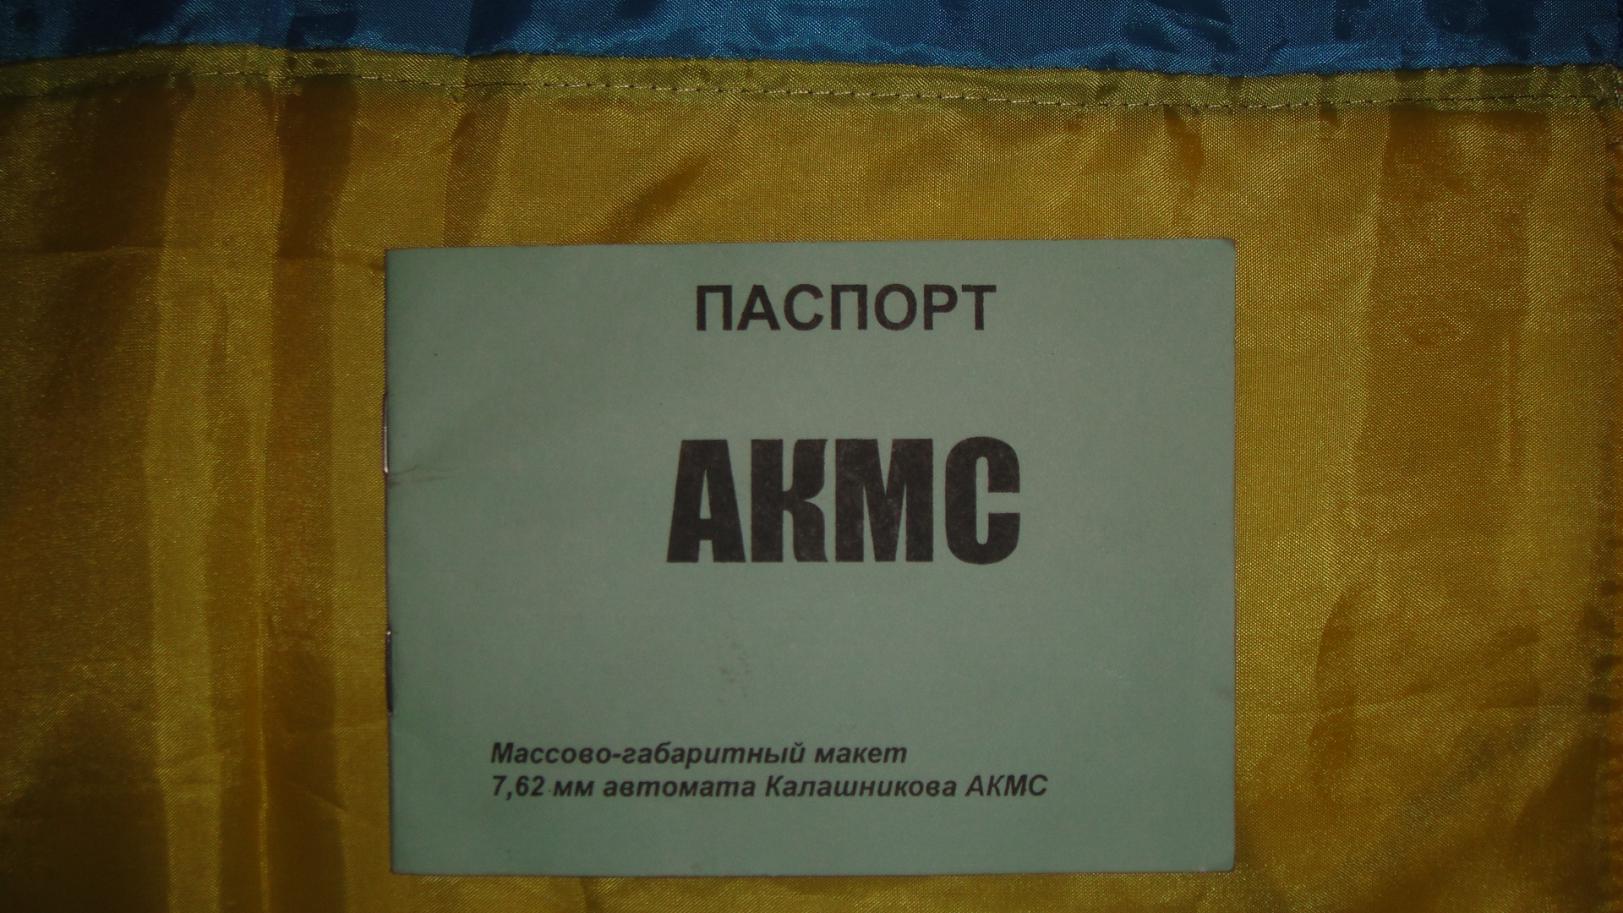 ПАСПОРТ
АКМС
Массово-габаритный макет
7,62 мм автомата Калашникова АКМС